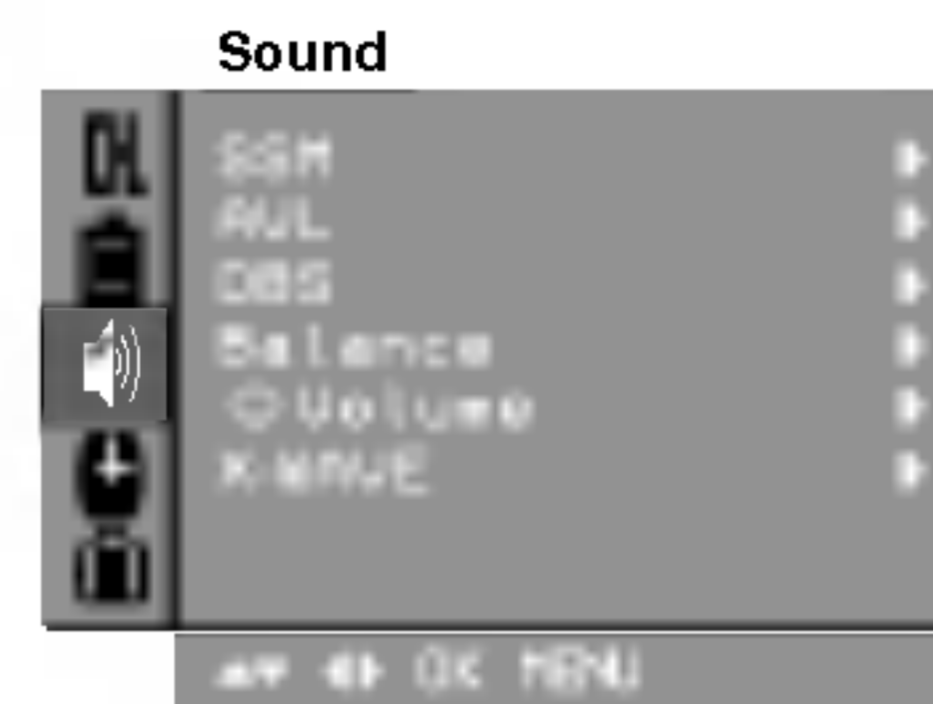 Sound
SSM
AVL
DBS
Balance
Volume
X-WAVE
OK MENU